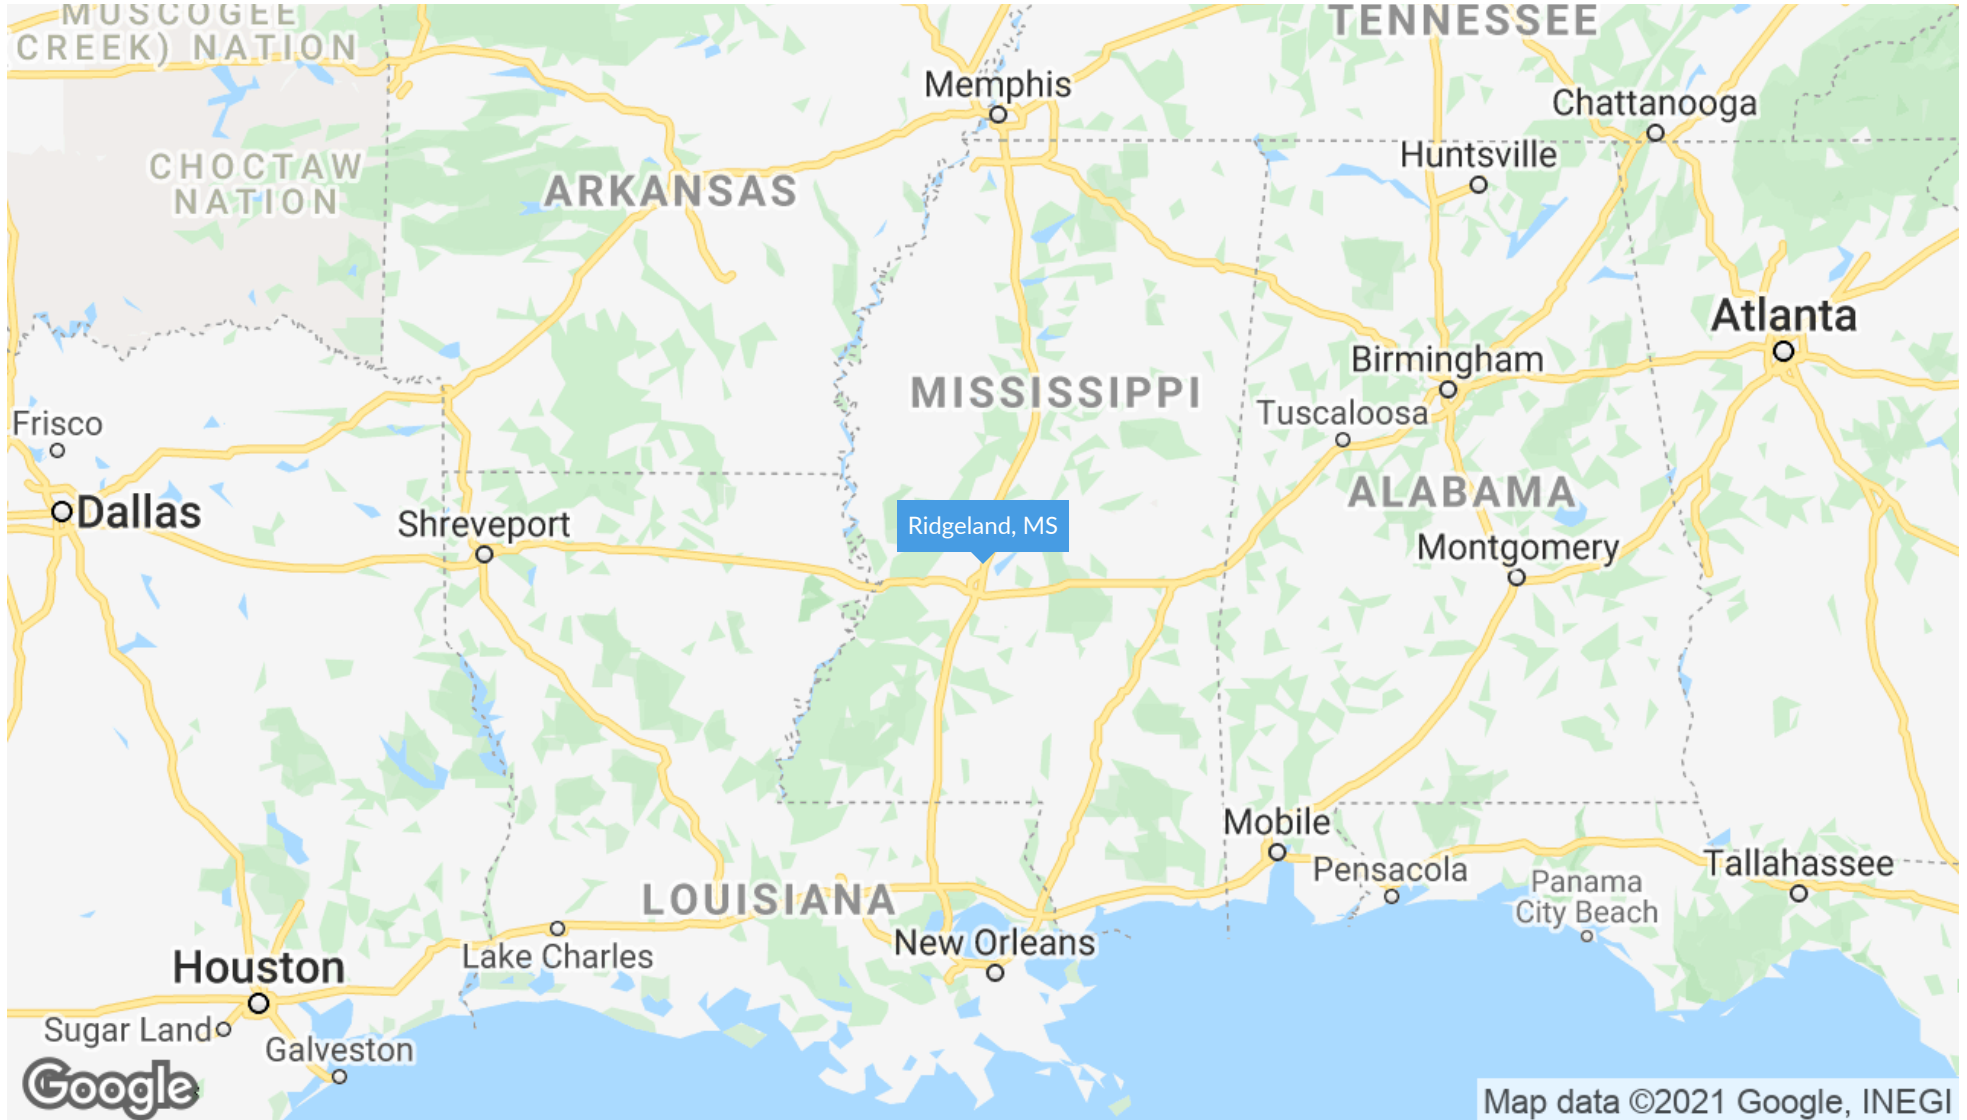 MUSCOGEE
(CREEK) NATION
TENNESSEE
Memphis
Chattanooga
Huntsville
CHOCTAW
NATION
ARKANSAS
Atlanta
Birmingham
MISSISSIPPI
Tuscaloosa
Frisco
ALABAMA
Dallas
Shreveport
Ridgeland, MS
Montgomery
Mobile
Pensacola
Tallahassee
Panama
City Beach
LOUISIANA
New Orleans
Lake Charles
Houston
Sugar Land
Galveston
Google
Map data ©2021 Google, INEGI